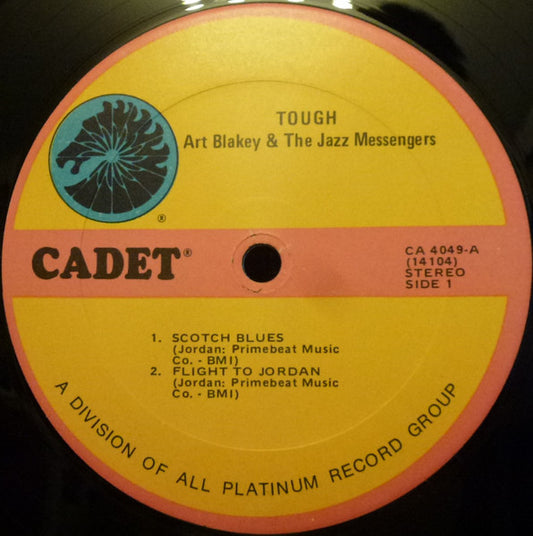 TOUGH
Art Blakey & The Jazz Messengers
®
CADET®
CA 4049-A
(14104)
STEREO
SIDE 1
1. SCOTCH BLUES
(Jordan: Primebeat Music
Co. - BMI)
2. FLIGHT TO JORDAN
(Jordan: Primebeat Music
Co. - BMI)
A DIVISION OF ALL PLATINUM RECORD GROUP